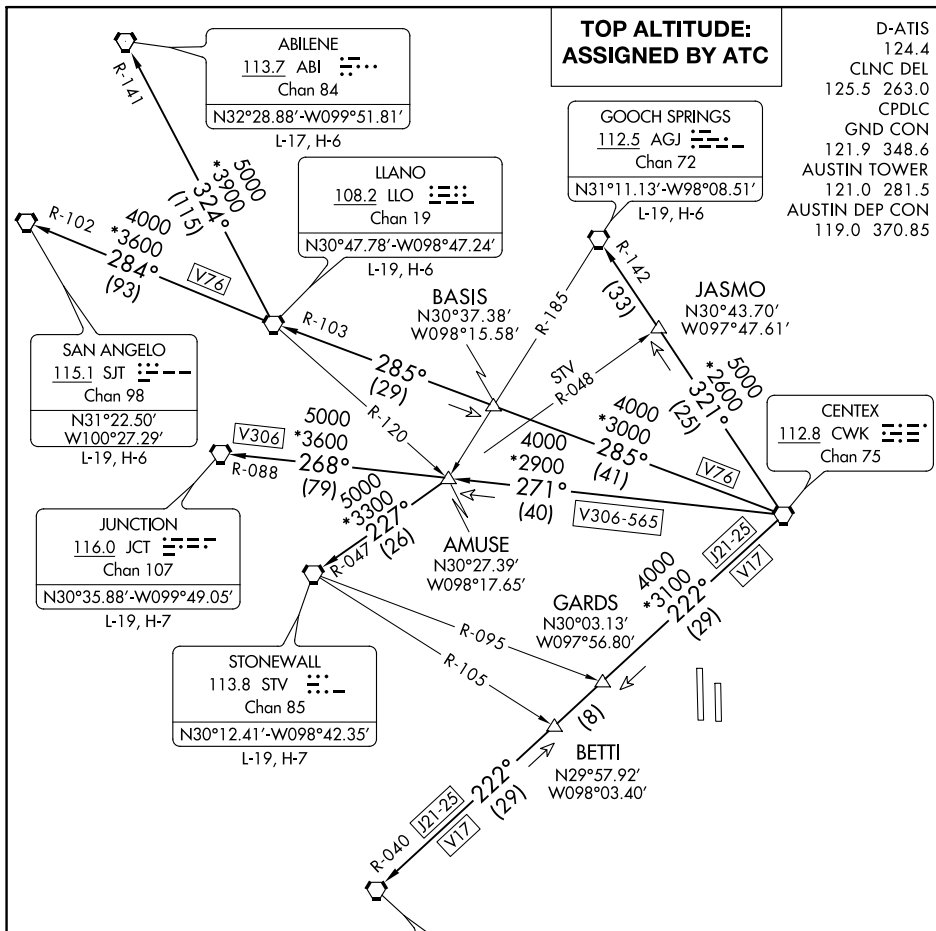 TOP ALTITUDE:
ASSIGNED BY ATC
D-ATIS
124.4
CLNC DEL
125.5 263.0
CPDLC
GND CON
121.9 348.6
AUSTIN TOWER
121.0 281.5
AUSTIN DEP CON
119.0 370.85
ABILENE
113.7 ABI
Chan 84
N32°28.88'-W099°51.81'
L-17, H-6
GOOCH SPRINGS
112.5 AGJ
Chan 72
N31°11.13'-W98°08.51'
L-19, H-6
LLANO
108.2 LLO
Chan 19
N30°47.78'-W098°47.24'
L-19, H-6
R-141
5000
*3900
324°
(115)
R-102
4000
*3600
284°
(93)
V76
R-103
BASIS
N30°37.38'
W098°15.58'
R-185
R-142
(33)
JASMO
N30°43.70'
W097°47.61'
SAN ANGELO
115.1 SJT
Chan 98
N31°22.50'
W100°27.29'
L-19, H-6
285°
(29)
STV
R-048
5000
*2600
321°
(25)
CENTEX
112.8 CWK
Chan 75
R-120
4000
*3000
285°
(41)
V76
V306
R-088
5000
*3600
268°
(79)
4000
*2900
271°
(40)
V306-565
5000
*3300
227°
(26)
R-047
JUNCTION
116.0 JCT
Chan 107
N30°35.88'-W099°49.05'
L-19, H-7
AMUSE
N30°27.39'
W098°17.65'
J21-25
V17
4000
*3100
222°
(29)
GARDS
N30°03.13'
W097°56.80'
R-095
R-105
STONEWALL
113.8 STV
Chan 85
N30°12.41'-W098°42.35'
L-19, H-7
(8)
BETTI
N29°57.92'
W098°03.40'
222°
(29)
J21-25
V17
R-040